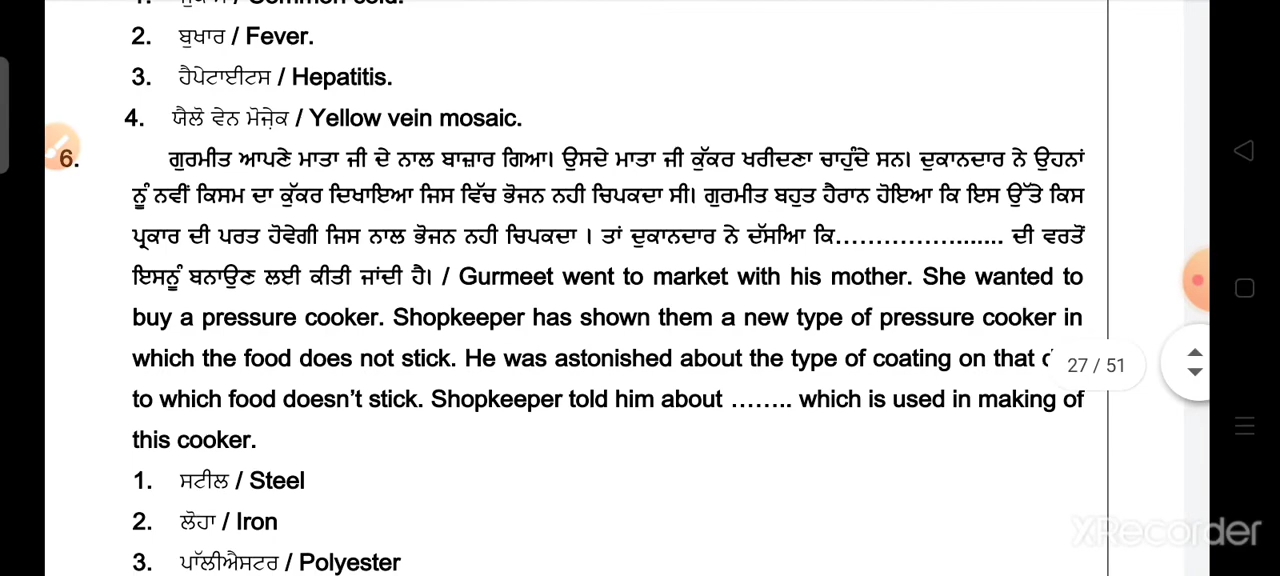 2. ਬੁਖਾਰ / Fever.
3. ਹੈਪੇਟਾਈਟਸ / Hepatitis.
4. ਯੈਲੋ ਵੇਨ ਮੋਜ਼ੇਕ / Yellow vein mosaic.
6. ਗੁਰਮੀਤ ਆਪਣੇ ਮਾਤਾ ਜੀ ਦੇ ਨਾਲ ਬਾਜ਼ਾਰ ਗਿਆ। ਉਸਦੇ ਮਾਤਾ ਜੀ ਕੁੱਕਰ ਖਰੀਦਣਾ ਚਾਹੁੰਦੇ ਸਨ। ਦੁਕਾਨਦਾਰ ਨੇ ਉਹਨਾਂ
ਨੂੰ ਨਵੀਂ ਕਿਸਮ ਦਾ ਕੁੱਕਰ ਦਿਖਾਇਆ ਜਿਸ ਵਿੱਚ ਭੋਜਨ ਨਹੀ ਚਿਪਕਦਾ ਸੀ। ਗੁਰਮੀਤ ਬਹੁਤ ਹੈਰਾਨ ਹੋਇਆ ਕਿ ਇਸ ਉੱਤੇ ਕਿਸ
ਪ੍ਰਕਾਰ ਦੀ ਪਰਤ ਹੋਵੇਗੀ ਜਿਸ ਨਾਲ ਭੋਜਨ ਨਹੀ ਚਿਪਕਦਾ । ਤਾਂ ਦੁਕਾਨਦਾਰ ਨੇ ਦੱਸਿਆ ਕਿ...................... ਦੀ ਵਰਤੋਂ
ਇਸਨੂੰ ਬਨਾਉਣ ਲਈ ਕੀਤੀ ਜਾਂਦੀ ਹੈ। / Gurmeet went to market with his mother. She wanted to
buy a pressure cooker. Shopkeeper has shown them a new type of pressure cooker in
which the food does not stick. He was astonished about the type of coating on that
to which food doesn't stick. Shopkeeper told him about ........ which is used in making of
this cooker.
1. ਸਟੀਲ / Steel
2. ਲੋਹਾ / Iron
3. ਪਾੱਲੀਐਸਟਰ / Polyester
27 / 51
XRecorder